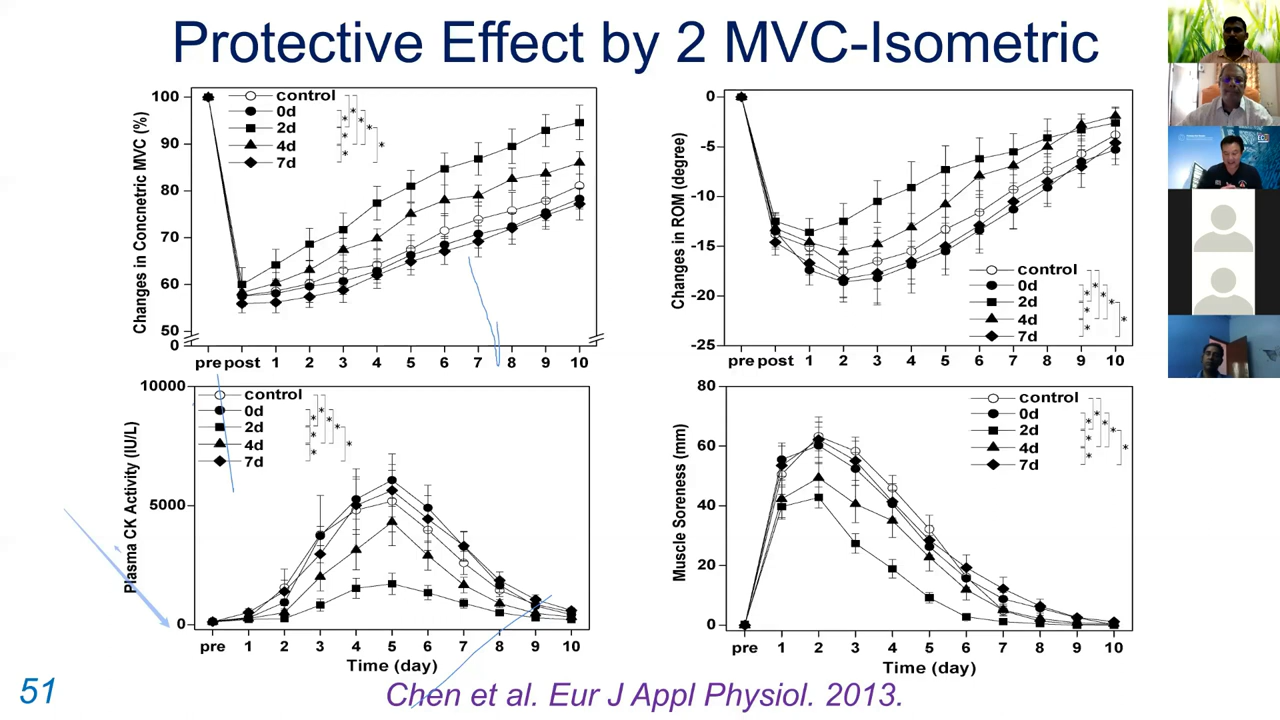 Protective Effect by 2 MVC-Isometric
Changes in Concnetric MVC (%)
100
90
80
70
60
50
0
control
0d
2d
4d
7d
pre post 1 2 3 4 5 6 7 8 9 10
Changes in ROM (degree)
0
-5
-10
-15
-20
-25
control
0d
2d
4d
7d
pre post 1 2 3 4 5 6 7 8 9 10
Plasma CK Activity (IU/L)
10000
5000
0
control
0d
2d
4d
7d
pre 1 2 3 4 5 6 7 8 9 10
Time (day)
Muscle Soreness (mm)
80
60
40
20
0
control
0d
2d
4d
7d
pre 1 2 3 4 5 6 7 8 9 10
Time (day)
51
Chen et al. Eur J Appl Physiol. 2013.